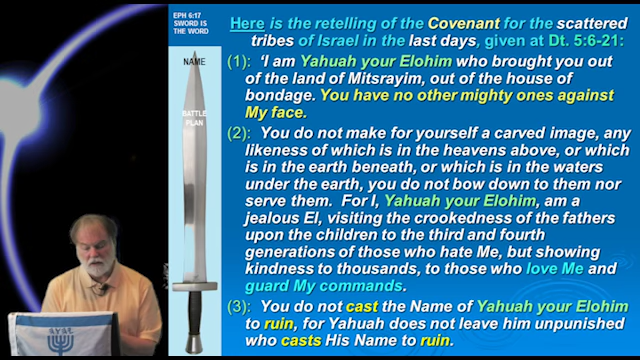 EPH 6:17
SWORD IS
THE WORD
NAME
BATTLE
PLAN
Here is the retelling of the Covenant for the scattered
tribes of Israel in the last days, given at Dt. 5:6-21:
(1): ‘I am Yahuah your Elohim who brought you out
of the land of Mitsrayim, out of the house of
bondage. You have no other mighty ones against
My face.
(2): You do not make for yourself a carved image, any
likeness of which is in the heavens above, or which
is in the earth beneath, or which is in the waters
under the earth, you do not bow down to them nor
serve them. For I, Yahuah your Elohim, am a
jealous El, visiting the crookedness of the fathers
upon the children to the third and fourth
generations of those who hate Me, but showing
kindness to thousands, to those who love Me and
guard My commands.
(3): You do not cast the Name of Yahuah your Elohim
to ruin, for Yahuah does not leave him unpunished
who casts His Name to ruin.